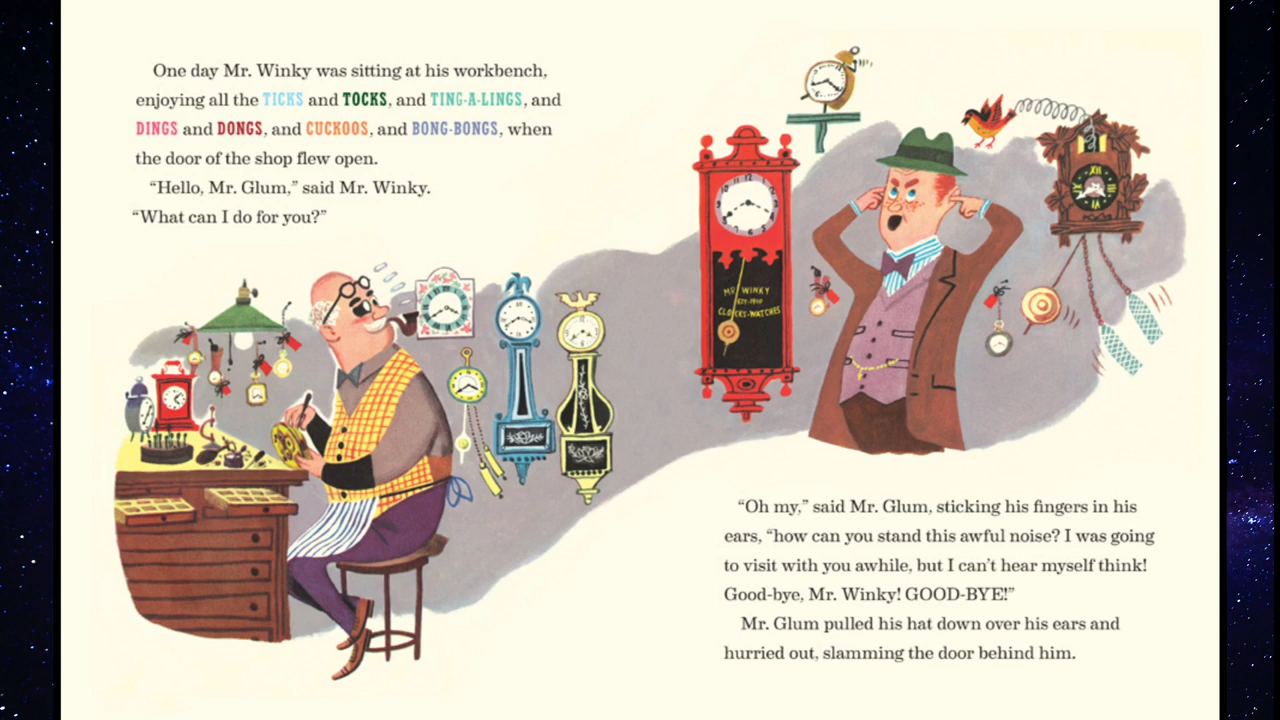 One day Mr. Winky was sitting at his workbench,
enjoying all the TICKS and TOCKS, and TING-A-LINGS, and
DINGS and DONGS, and CUCKOOS, and BONG-BONGS, when
the door of the shop flew open.
“Hello, Mr. Glum,” said Mr. Winky.
“What can I do for you?”
MR. WINKY
EST. 1910
CLOCKS-WATCHES
“Oh my,” said Mr. Glum, sticking his fingers in his
ears, “how can you stand this awful noise? I was going
to visit with you awhile, but I can’t hear myself think!
Good-bye, Mr. Winky! GOOD-BYE!”
Mr. Glum pulled his hat down over his ears and
hurried out, slamming the door behind him.